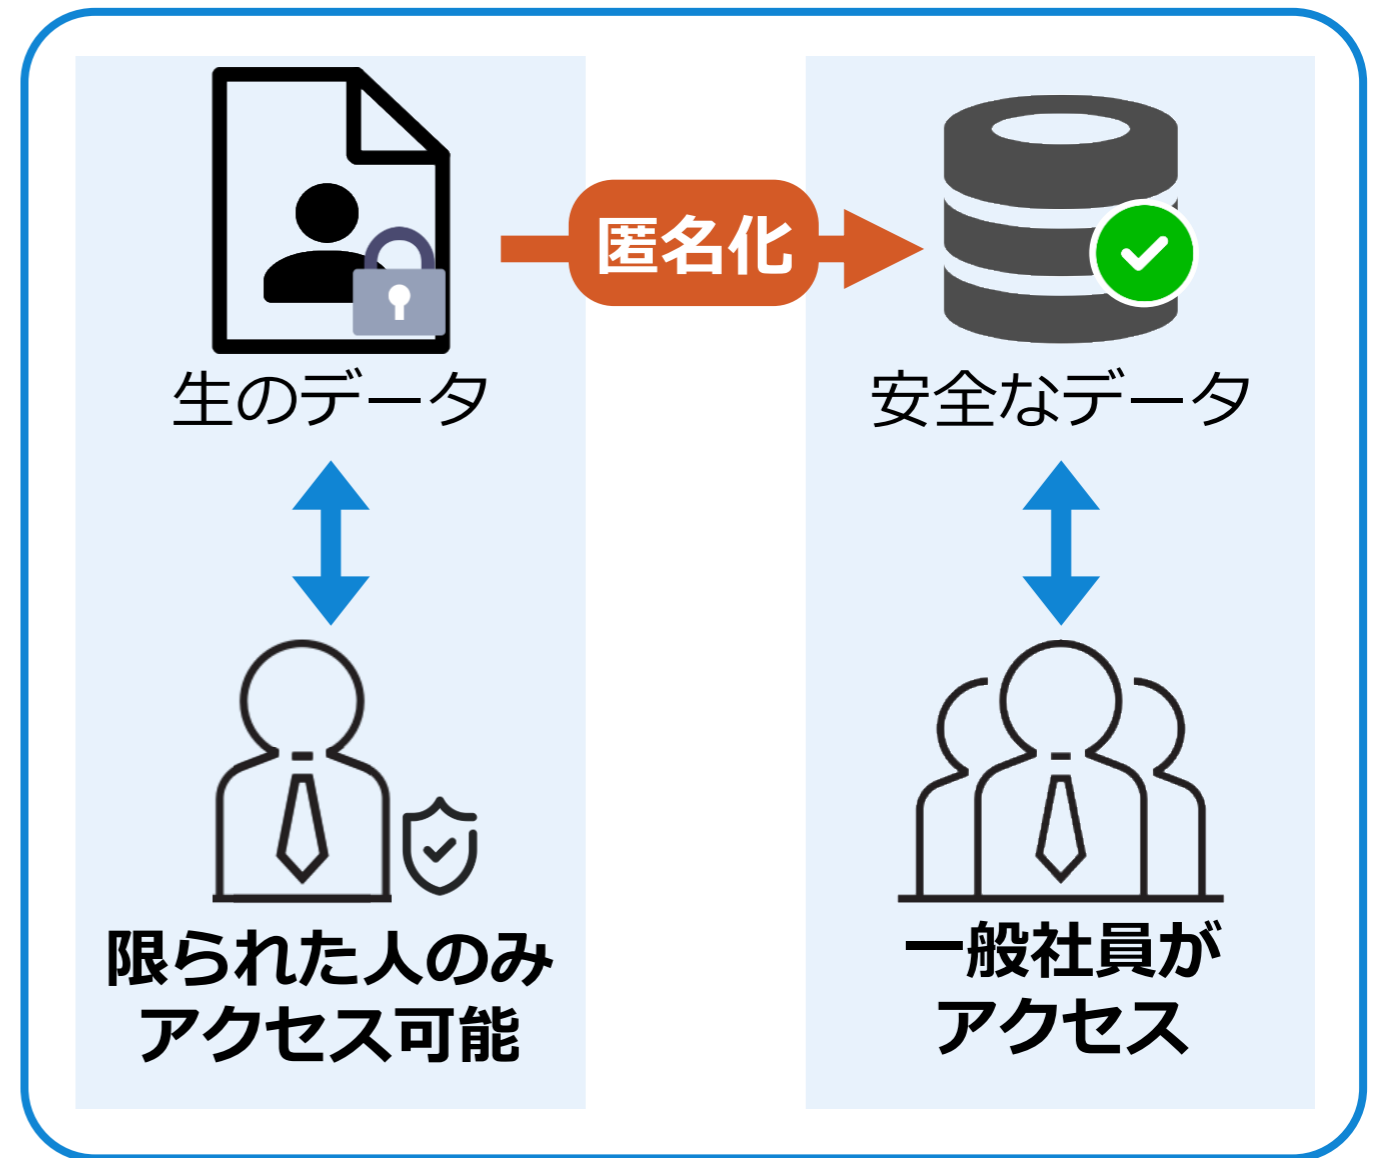 匿名化
生のデータ
安全なデータ
限られた人のみ
アクセス可能
一般社員が
アクセス